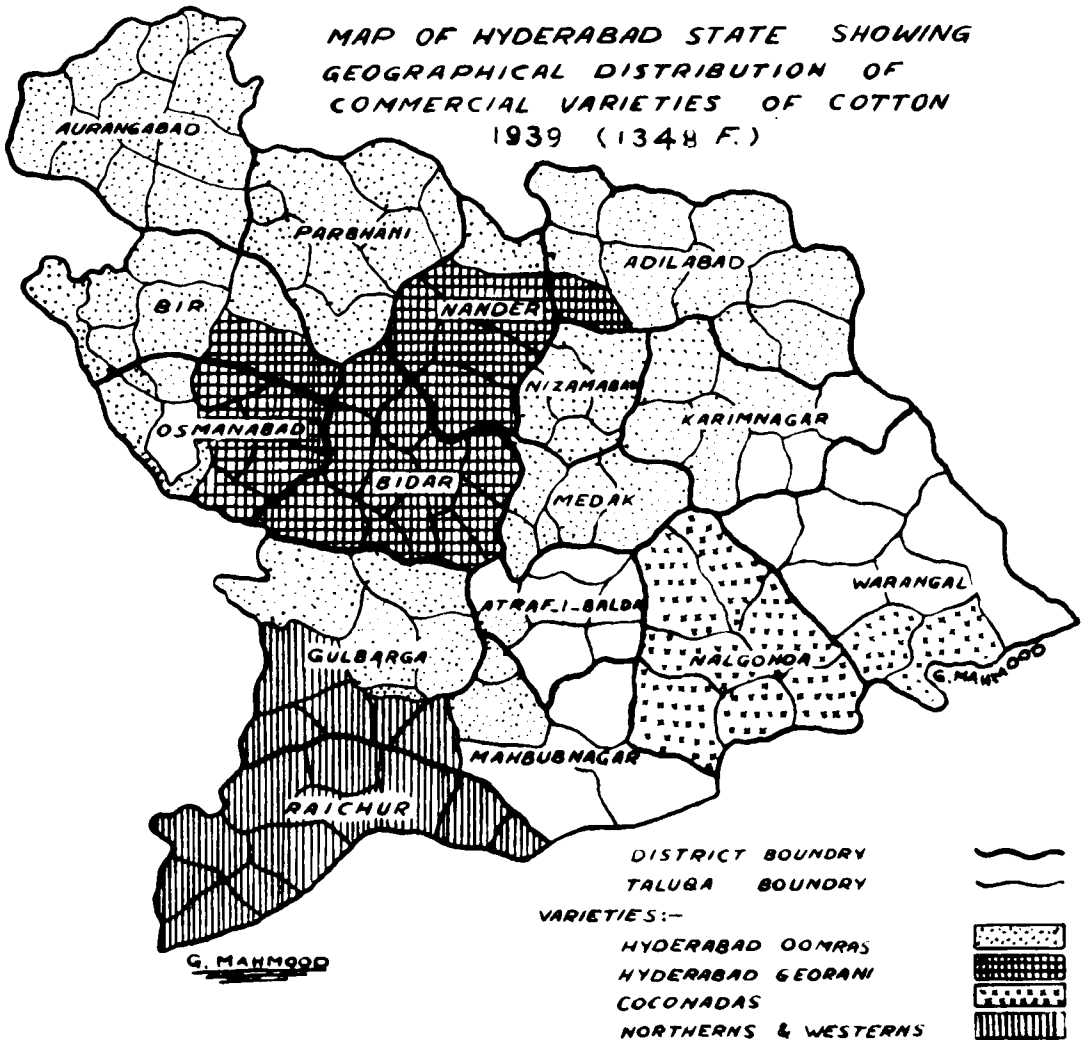 MAP OF HYDERABAD STATE SHOWING
GEOGRAPHICAL DISTRIBUTION OF
COMMERCIAL VARIETIES OF COTTON
1939 (1348 F.)
AURANGABAD
PARBHANI
ADILABAD
BIR
NANDER
NIZAMABAD
KARIMNAGAR
OSMANABAD
BIDAR
MEDAK
WARANGAL
ATRAF-I-BALDA
GULBARGA
NALGONDA
G. MAHMOOD
MAHBUBNAGAR
RAICHUR
DISTRICT BOUNDRY
TALUQA BOUNDRY
VARIETIES:-
HYDERABAD OOMRAS
HYDERABAD GEORANI
COCONADAS
NORTHERNS & WESTERNS
G. MAHMOOD